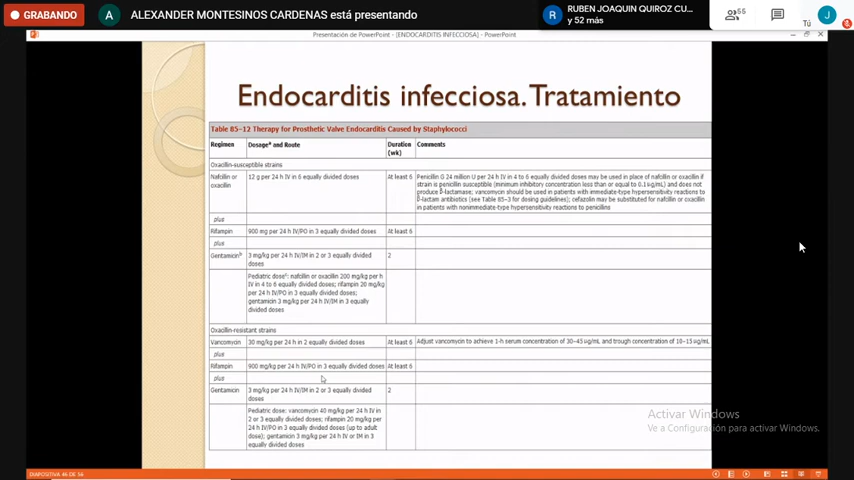 GRABANDO
A
ALEXANDER MONTESINOS CARDENAS está presentando
R
RUBEN JOAQUIN QUIROZ CU...
y 52 más
55
J
Tú
Presentación de PowerPoint - [ENDOCARDITIS INFECCIOSA] - PowerPoint
Endocarditis infecciosa. Tratamiento
Table 85–12 Therapy for Prosthetic Valve Endocarditis Caused by Staphylococci
Regimen
Dosageª and Route
Duration
(wk)
Comments
Oxacillin-susceptible strains
Nafcillin or
oxacillin
12 g per 24 h IV in 6 equally divided doses
At least 6
Penicillin G 24 million U per 24 h IV in 4 to 6 equally divided doses may be used in place of nafcillin or oxacillin if
strain is penicillin susceptible (minimum inhibitory concentration less than or equal to 0.1 µg/mL) and does not
produce β-lactamase; vancomycin should be used in patients with immediate-type hypersensitivity reactions to
β-lactam antibiotics (see Table 85–3 for dosing guidelines); cefazolin may be substituted for nafcillin or oxacillin
in patients with nonimmediate-type hypersensitivity reactions to penicillins
plus
Rifampin
900 mg per 24 h IV/PO in 3 equally divided doses
At least 6
plus
Gentamicinᵇ
3 mg/kg per 24 h IV/IM in 2 or 3 equally divided
doses
2
Pediatric doseᶜ: nafcillin or oxacillin 200 mg/kg per h
IV in 4 to 6 equally divided doses; rifampin 20 mg/kg
per 24 h IV/PO in 3 equally divided doses;
gentamicin 3 mg/kg per 24 h IV/IM in 3 equally
divided doses
Oxacillin-resistant strains
Vancomycin
30 mg/kg per 24 h in 2 equally divided doses
At least 6
Adjust vancomycin to achieve 1-h serum concentration of 30–45 µg/mL and trough concentration of 10–15 µg/mL
plus
Rifampin
900 mg/kg per 24 h IV/PO in 3 equally divided doses
At least 6
plus
Gentamicin
3 mg/kg per 24 h IV/IM in 2 or 3 equally divided
doses
2
Pediatric dose: vancomycin 40 mg/kg per 24 h IV in
2 or 3 equally divided doses; rifampin 20 mg/kg per
24 h IV/PO in 3 equally divided doses (up to adult
dose); gentamicin 3 mg/kg per 24 h IV or IM in 3
equally divided doses
Activar Windows
Ve a Configuración para activar Windows.
DIAPOSITIVA 46 DE 56